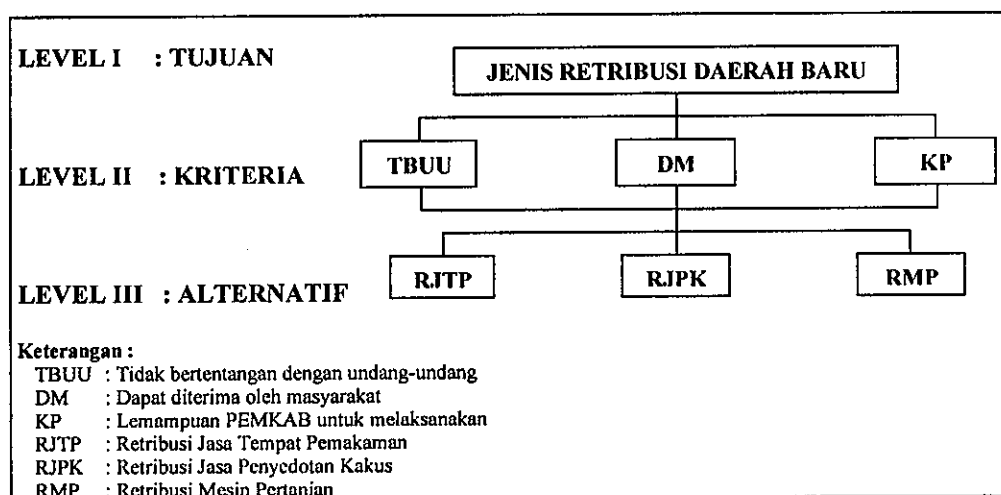 LEVEL I : TUJUAN
JENIS RETRIBUSI DAERAH BARU
LEVEL II : KRITERIA
TBUU DM KP
LEVEL III : ALTERNATIF
RJTP RJPK RMP
Keterangan :
TBUU : Tidak bertentangan dengan undang-undang
DM : Dapat diterima oleh masyarakat
KP : Lemampuan PEMKAB untuk melaksanakan
RJTP : Retribusi Jasa Tempat Pemakaman
RJPK : Retribusi Jasa Penyedotan Kakus
RMP : Retribusi Mesin Pertanian